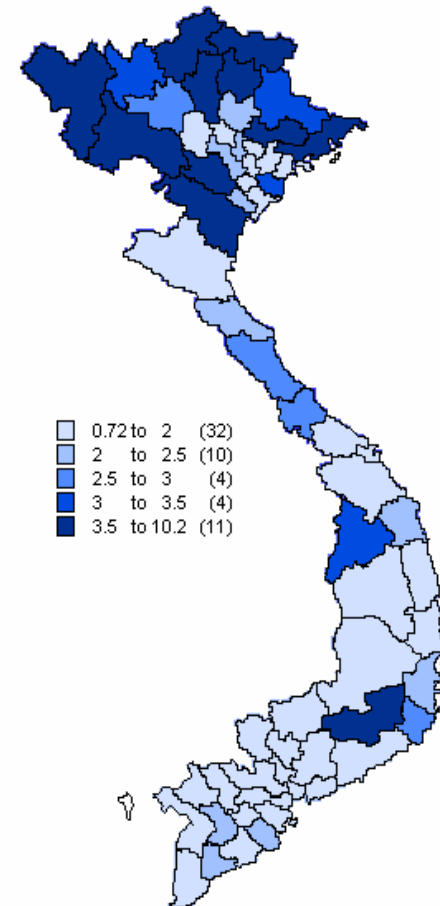 0.72 to 2 (32)
2 to 2.5 (10)
2.5 to 3 (4)
3 to 3.5 (4)
3.5 to 10.2 (11)